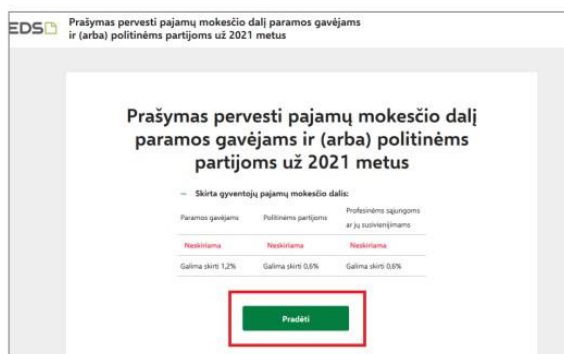 EDS
Prašymas pervesti pajamų mokesčio dalį paramos gavėjams
ir (arba) politinėms partijoms už 2021 metus
Prašymas pervesti pajamų mokesčio dalį
paramos gavėjams ir (arba) politinėms
partijoms už 2021 metus
– Skirta gyventojų pajamų mokesčio dalis:
Paramos gavėjams Politinėms partijoms Profesinėms sąjungoms
ar jų susivienijimams
Neskiriama Neskiriama Neskiriama
Galima skirti 1,2% Galima skirti 0,6% Galima skirti 0,6%
Pradėti